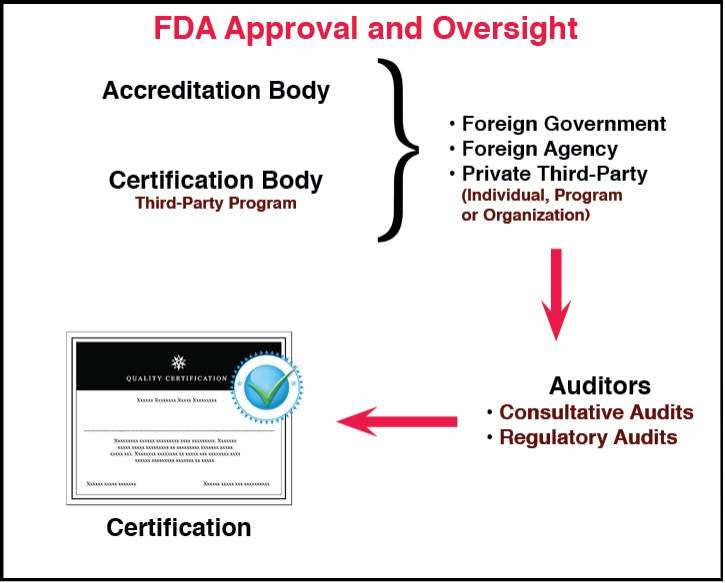 FDA Approval and Oversight
Accreditation Body
Certification Body
Third-Party Program
• Foreign Government
• Foreign Agency
• Private Third-Party
(Individual, Program
or Organization)
Auditors
• Consultative Audits
• Regulatory Audits
QUALITY CERTIFICATION
Certification